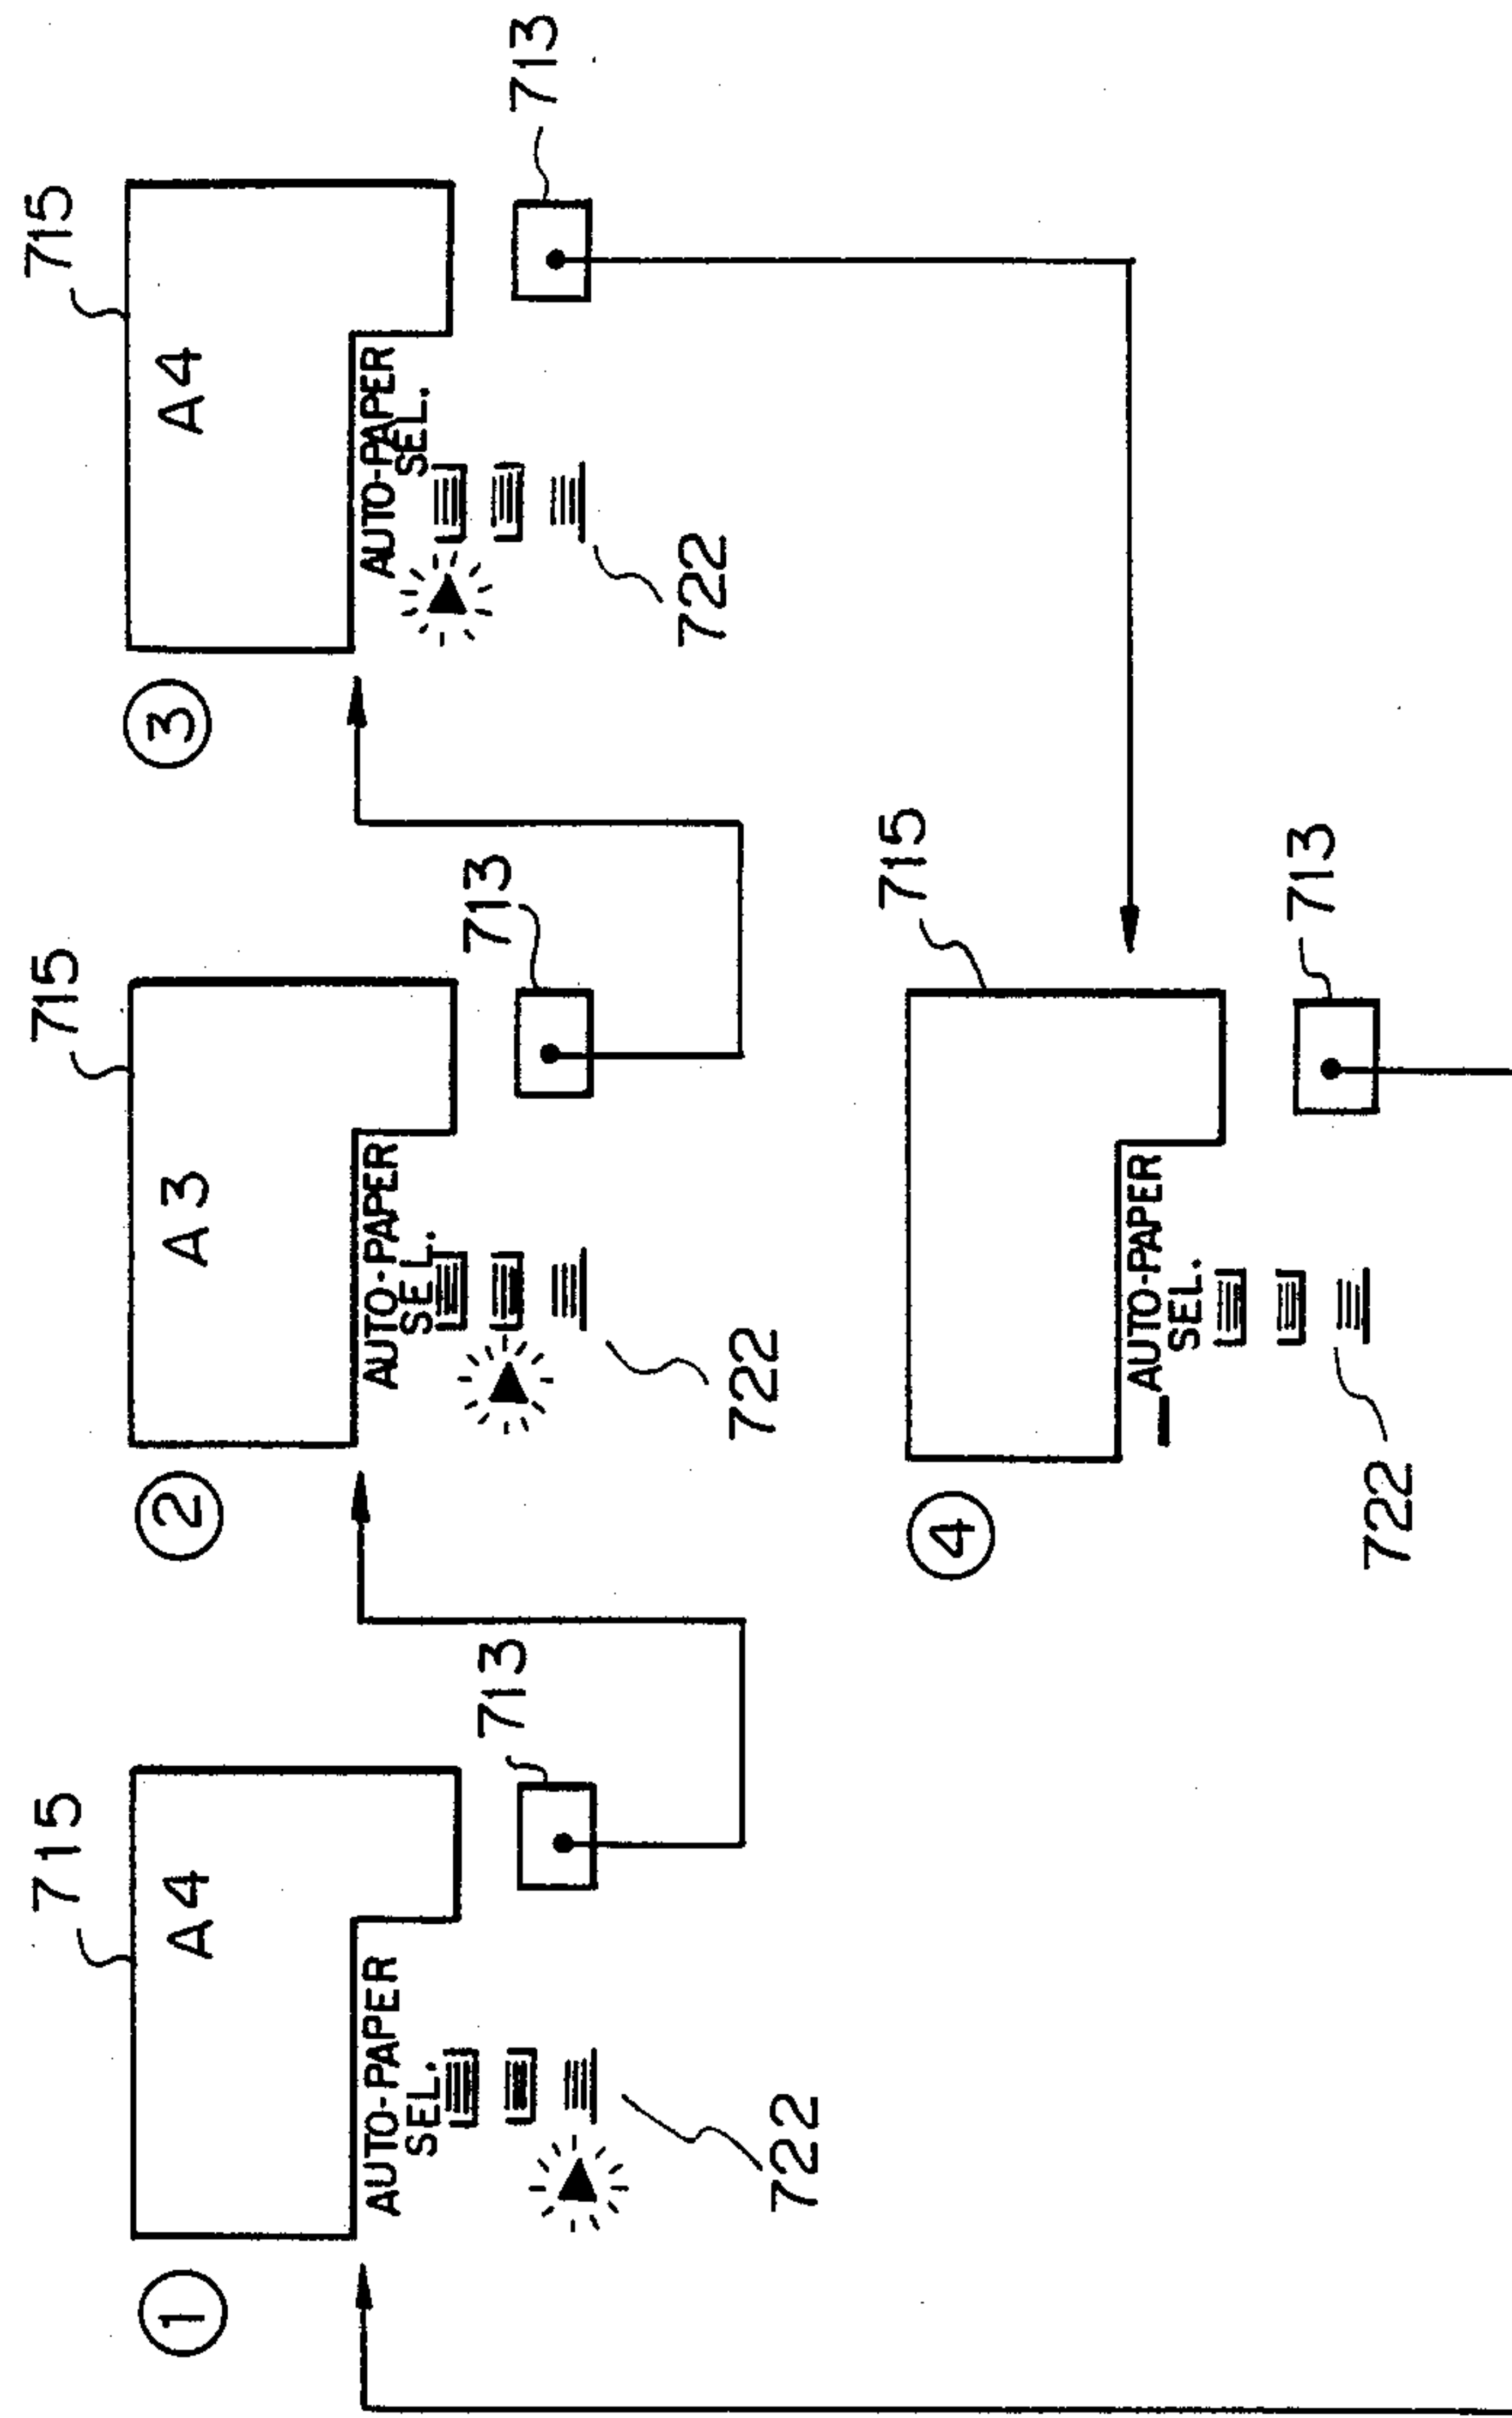 ① 715
A4
AUTO-PAPER
SEL.
713
722
② 715
A3
AUTO-PAPER
SEL.
713
722
③ 715
A4
AUTO-PAPER
SEL.
713
722
④ 715
AUTO-PAPER
SEL.
713
722